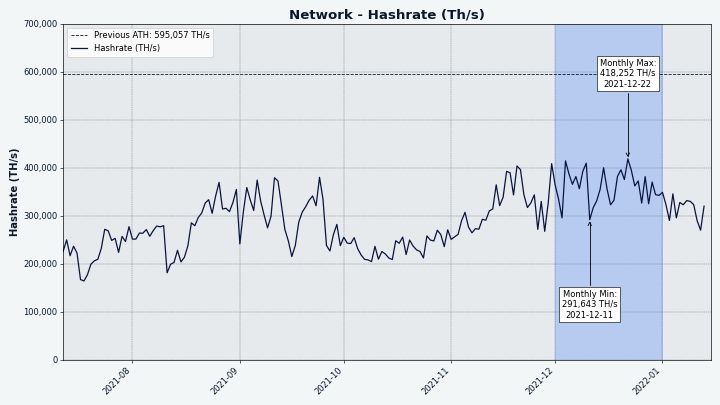 Network - Hashrate (Th/s)
Previous ATH: 595,057 TH/s
Hashrate (TH/s)
Monthly Max:
418,252 TH/s
2021-12-22
Monthly Min:
291,643 TH/s
2021-12-11
Hashrate (TH/s)
700,000
600,000
500,000
400,000
300,000
200,000
100,000
0
2021-08
2021-09
2021-10
2021-11
2021-12
2022-01